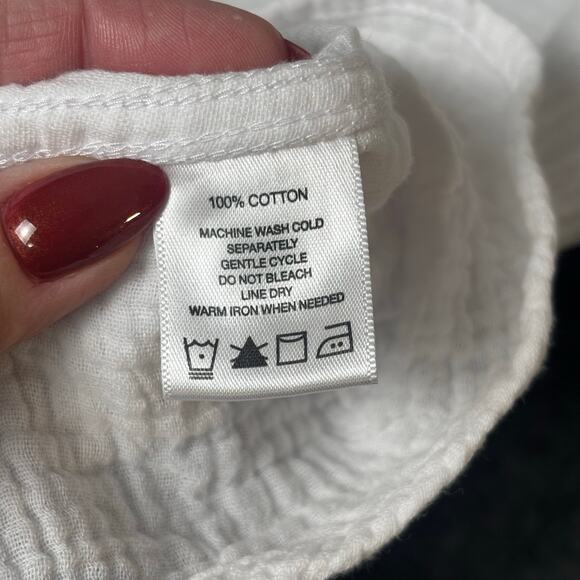 100% COTTON
MACHINE WASH COLD
SEPARATELY
GENTLE CYCLE
DO NOT BLEACH
LINE DRY
WARM IRON WHEN NEEDED